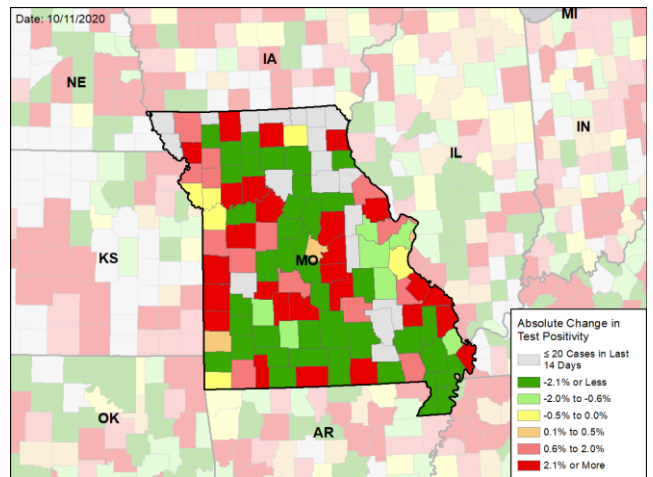 Date: 10/11/2020
MI
IA
NE
IN
IL
KS
MO
OK
AR
Absolute Change in
Test Positivity
≤ 20 Cases in Last
14 Days
-2.1% or Less
-2.0% to -0.6%
-0.5% to 0.0%
0.1% to 0.5%
0.6% to 2.0%
2.1% or More